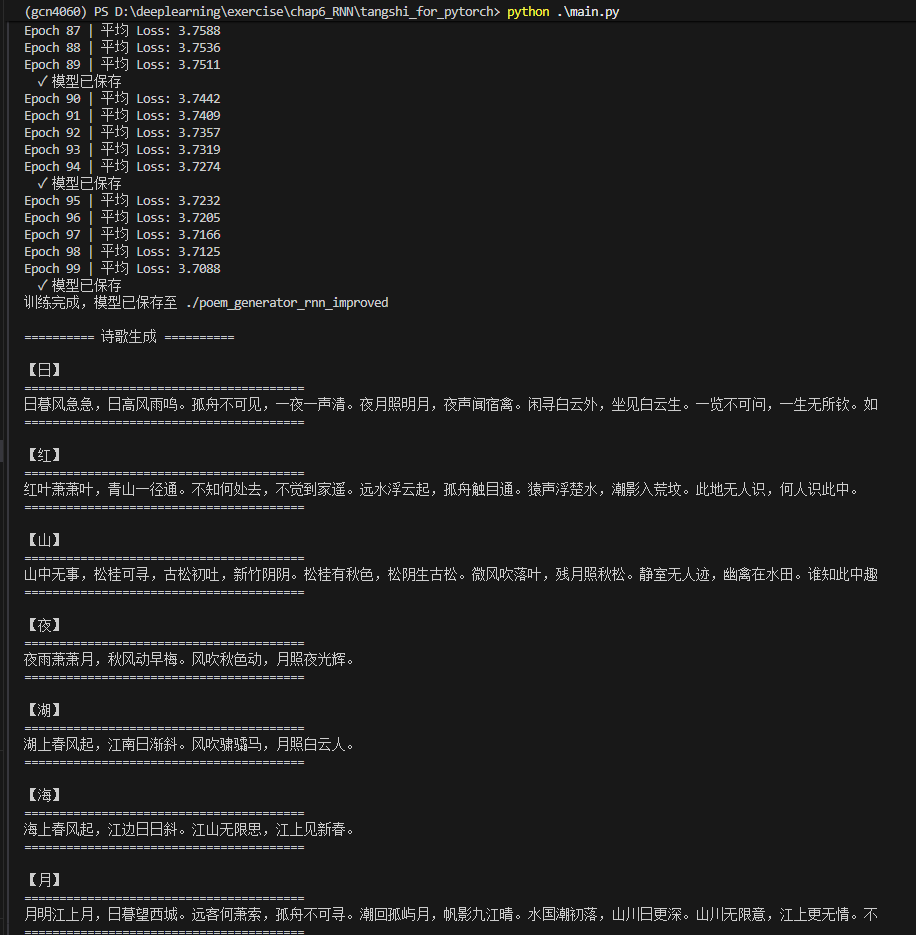 (gcn4060) PS D:\deeplearning\exercise\chap6_RNN\tangshi_for_pytorch> python .\main.py
Epoch 87 | 平均 Loss: 3.7588
Epoch 88 | 平均 Loss: 3.7536
Epoch 89 | 平均 Loss: 3.7511
✓ 模型已保存
Epoch 90 | 平均 Loss: 3.7442
Epoch 91 | 平均 Loss: 3.7409
Epoch 92 | 平均 Loss: 3.7357
Epoch 93 | 平均 Loss: 3.7319
Epoch 94 | 平均 Loss: 3.7274
✓ 模型已保存
Epoch 95 | 平均 Loss: 3.7232
Epoch 96 | 平均 Loss: 3.7205
Epoch 97 | 平均 Loss: 3.7166
Epoch 98 | 平均 Loss: 3.7125
Epoch 99 | 平均 Loss: 3.7088
✓ 模型已保存
训练完成，模型已保存至 ./poem_generator_rnn_improved
========== 诗歌生成 ==========
【日】
========================================
日暮风急急，日高风雨鸣。孤舟不可见，一夜一声清。夜月照明月，夜声闻宿禽。闲寻白云外，坐见白云生。一览不可问，一生无所钦。如
========================================
【红】
========================================
红叶萧萧叶，青山一径通。不知何处去，不觉到家遥。远水浮云起，孤舟触目通。猿声浮楚水，潮影入荒坟。此地无人识，何人识此中。
========================================
【山】
========================================
山中无事，松桂可寻，古松初吐，新竹阴阴。松桂有秋色，松阴生古松。微风吹落叶，残月照秋松。静室无人迹，幽禽在水田。谁知此中趣
========================================
【夜】
========================================
夜雨萧萧月，秋风动早梅。风吹秋色动，月照夜光辉。
========================================
【湖】
========================================
湖上春风起，江南日渐斜。风吹骕骦马，月照白云人。
========================================
【海】
========================================
海上春风起，江边日日斜。江山无限思，江上见新春。
========================================
【月】
========================================
月明江上月，日暮望西城。远客何萧索，孤舟不可寻。潮回孤屿月，帆影九江晴。水国潮初落，山川日更深。山川无限意，江上更无情。不
========================================